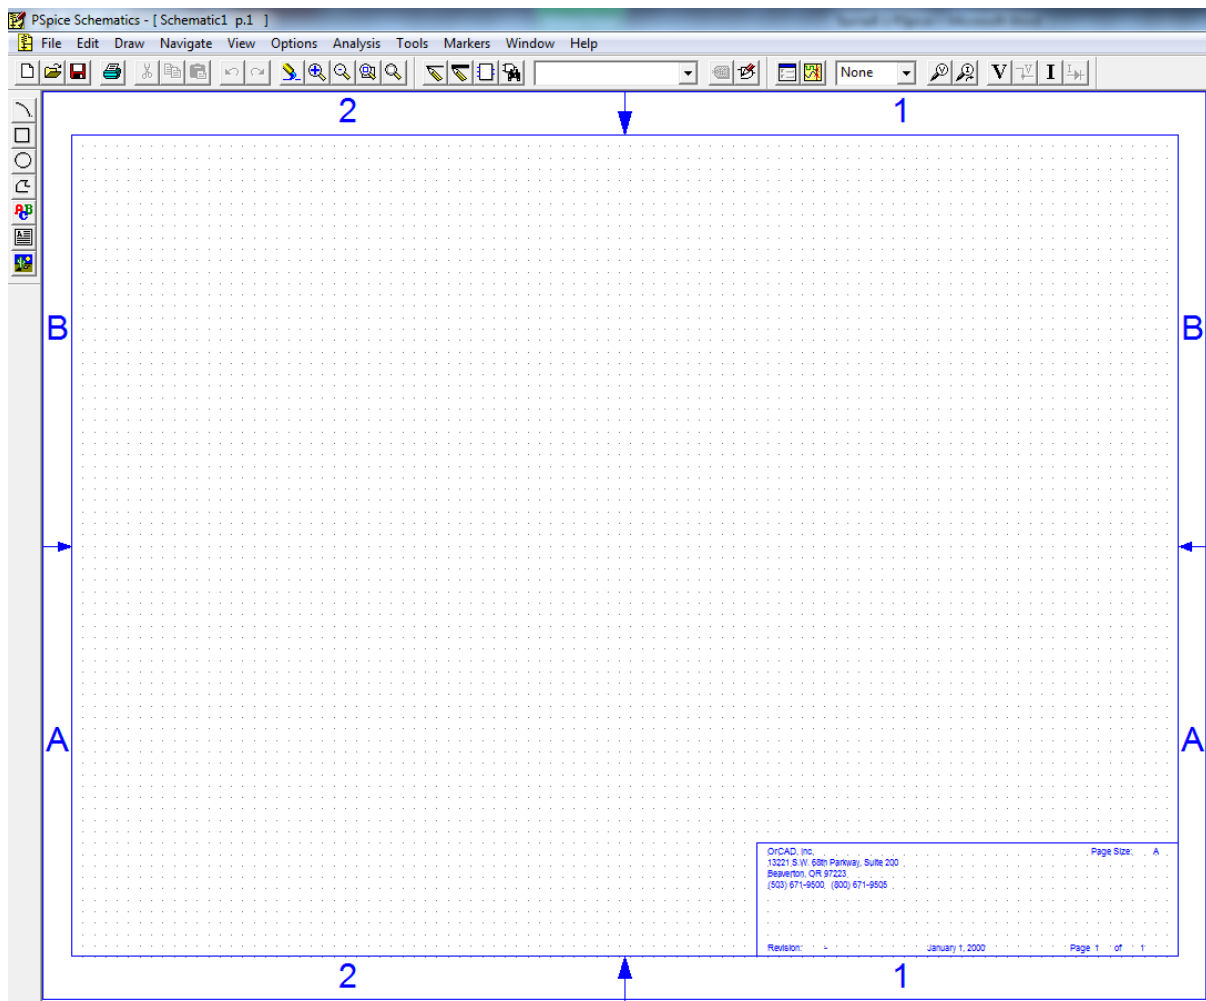 PSpice Schematics - [ Schematic1 p.1 ]
File Edit Draw Navigate View Options Analysis Tools Markers Window Help
None V I
ABC
2 1
B B
A A
OrCAD, Inc. Page Size: A
13221 S.W. 68th Parkway, Suite 200
Beaverton, OR 97223
(503) 671-9500 (800) 671-9505
Revision: - January 1, 2000 Page 1 of 1
2 1